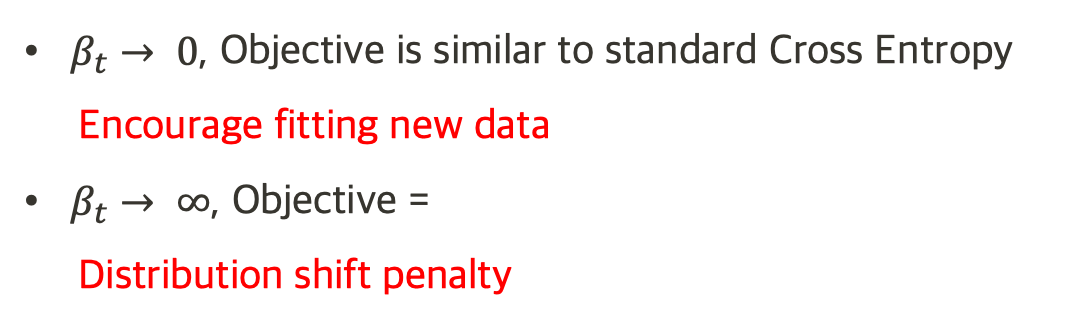 • βt → 0, Objective is similar to standard Cross Entropy
Encourage fitting new data
• βt → ∞, Objective =
Distribution shift penalty